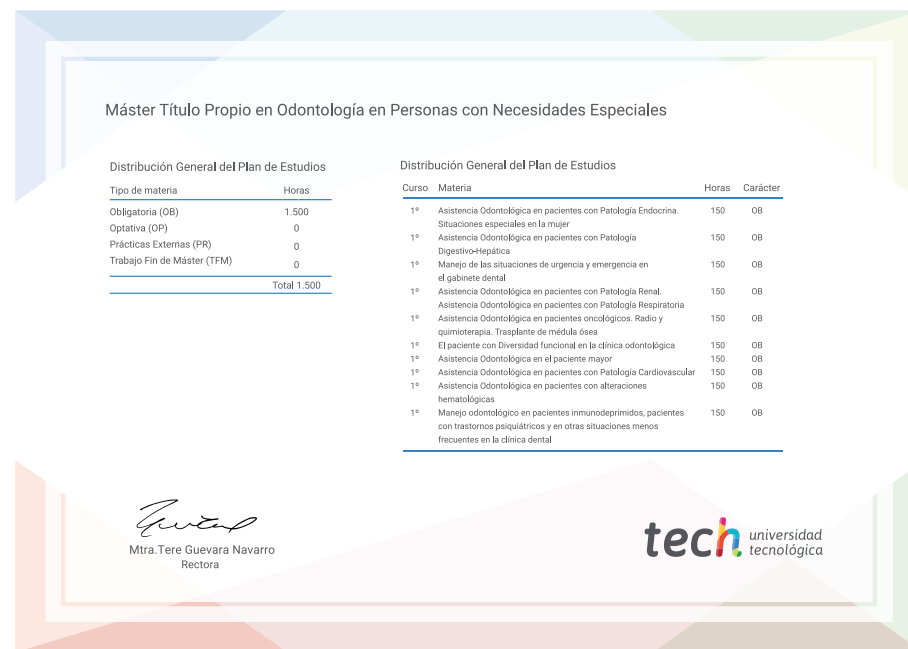 Máster Título Propio en Odontología en Personas con Necesidades Especiales
Distribución General del Plan de Estudios
Tipo de materia Horas
Obligatoria (OB) 1.500
Optativa (OP) 0
Prácticas Externas (PR) 0
Trabajo Fin de Máster (TFM) 0
Total 1.500
Distribución General del Plan de Estudios
Curso Materia Horas Carácter
1º Asistencia Odontológica en pacientes con Patología Endocrina. 150 OB
Situaciones especiales en la mujer
1º Asistencia Odontológica en pacientes con Patología 150 OB
Digestivo-Hepática
1º Manejo de las situaciones de urgencia y emergencia en 150 OB
el gabinete dental
1º Asistencia Odontológica en pacientes con Patología Renal. 150 OB
Asistencia Odontológica en pacientes con Patología Respiratoria
1º Asistencia Odontológica en pacientes oncológicos. Radio y 150 OB
quimioterapia. Trasplante de médula ósea
1º El paciente con Diversidad funcional en la clínica odontológica 150 OB
1º Asistencia Odontológica en el paciente mayor 150 OB
1º Asistencia Odontológica en pacientes con Patología Cardiovascular 150 OB
1º Asistencia Odontológica en pacientes con alteraciones 150 OB
hematológicas
1º Manejo odontológico en pacientes inmunodeprimidos, pacientes 150 OB
con trastornos psiquiátricos y en otras situaciones menos
frecuentes en la clínica dental
Mtra.Tere Guevara Navarro
Rectora
tech universidad
tecnológica